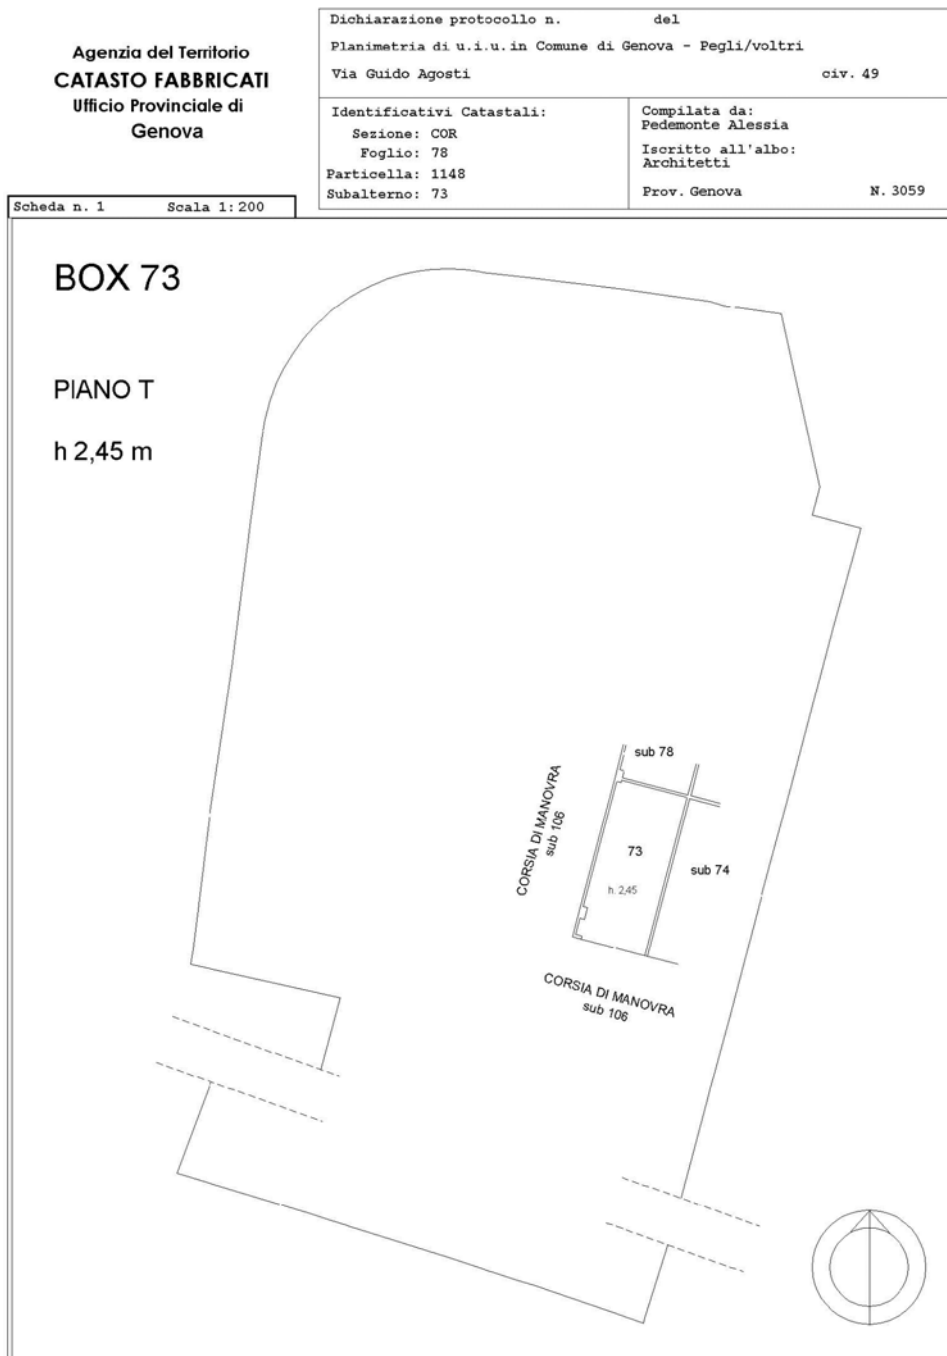 Agenzia del Territorio
CATASTO FABBRICATI
Ufficio Provinciale di
Genova
Dichiarazione protocollo n. del
Planimetria di u.i.u. in Comune di Genova - Pegli/voltri
Via Guido Agosti civ. 49
Identificativi Catastali:
Sezione: COR
Foglio: 78
Particella: 1148
Subalterno: 73
Compilata da:
Pedemonte Alessia
Iscritto all'albo:
Architetti
Prov. Genova N. 3059
Scheda n. 1 Scala 1:200
BOX 73
PIANO T
h 2,45 m
sub 78
CORSIA DI MANOVRA
sub 106
73
h. 2,45
sub 74
CORSIA DI MANOVRA
sub 106